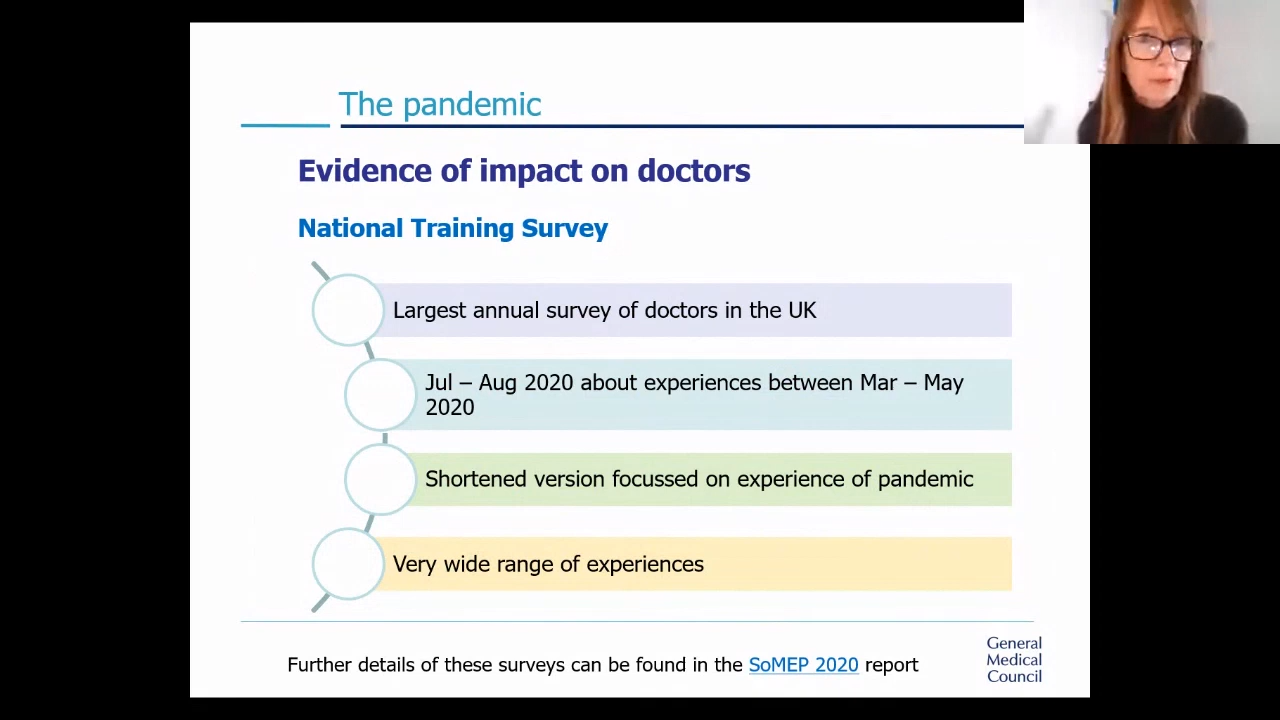 The pandemic
Evidence of impact on doctors
National Training Survey
Largest annual survey of doctors in the UK
Jul – Aug 2020 about experiences between Mar – May
2020
Shortened version focussed on experience of pandemic
Very wide range of experiences
Further details of these surveys can be found in the SoMEP 2020 report
General
Medical
Council